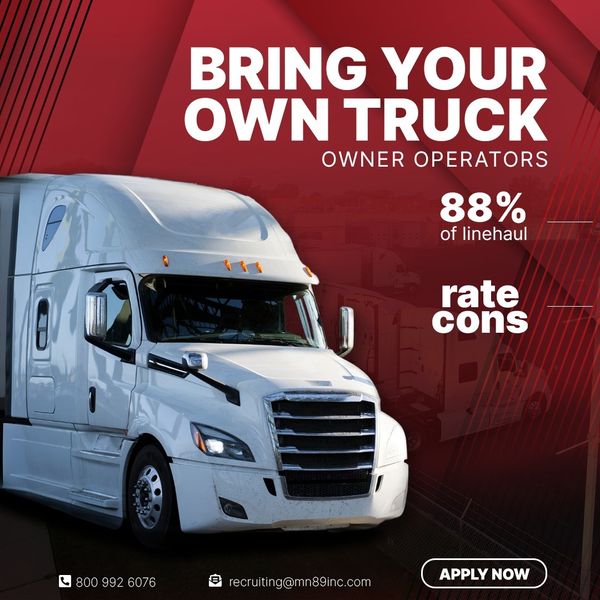 BRING YOUR
OWN TRUCK
OWNER OPERATORS
88%
of linehaul
rate
cons
800 992 6076
recruiting@mn89inc.com
APPLY NOW